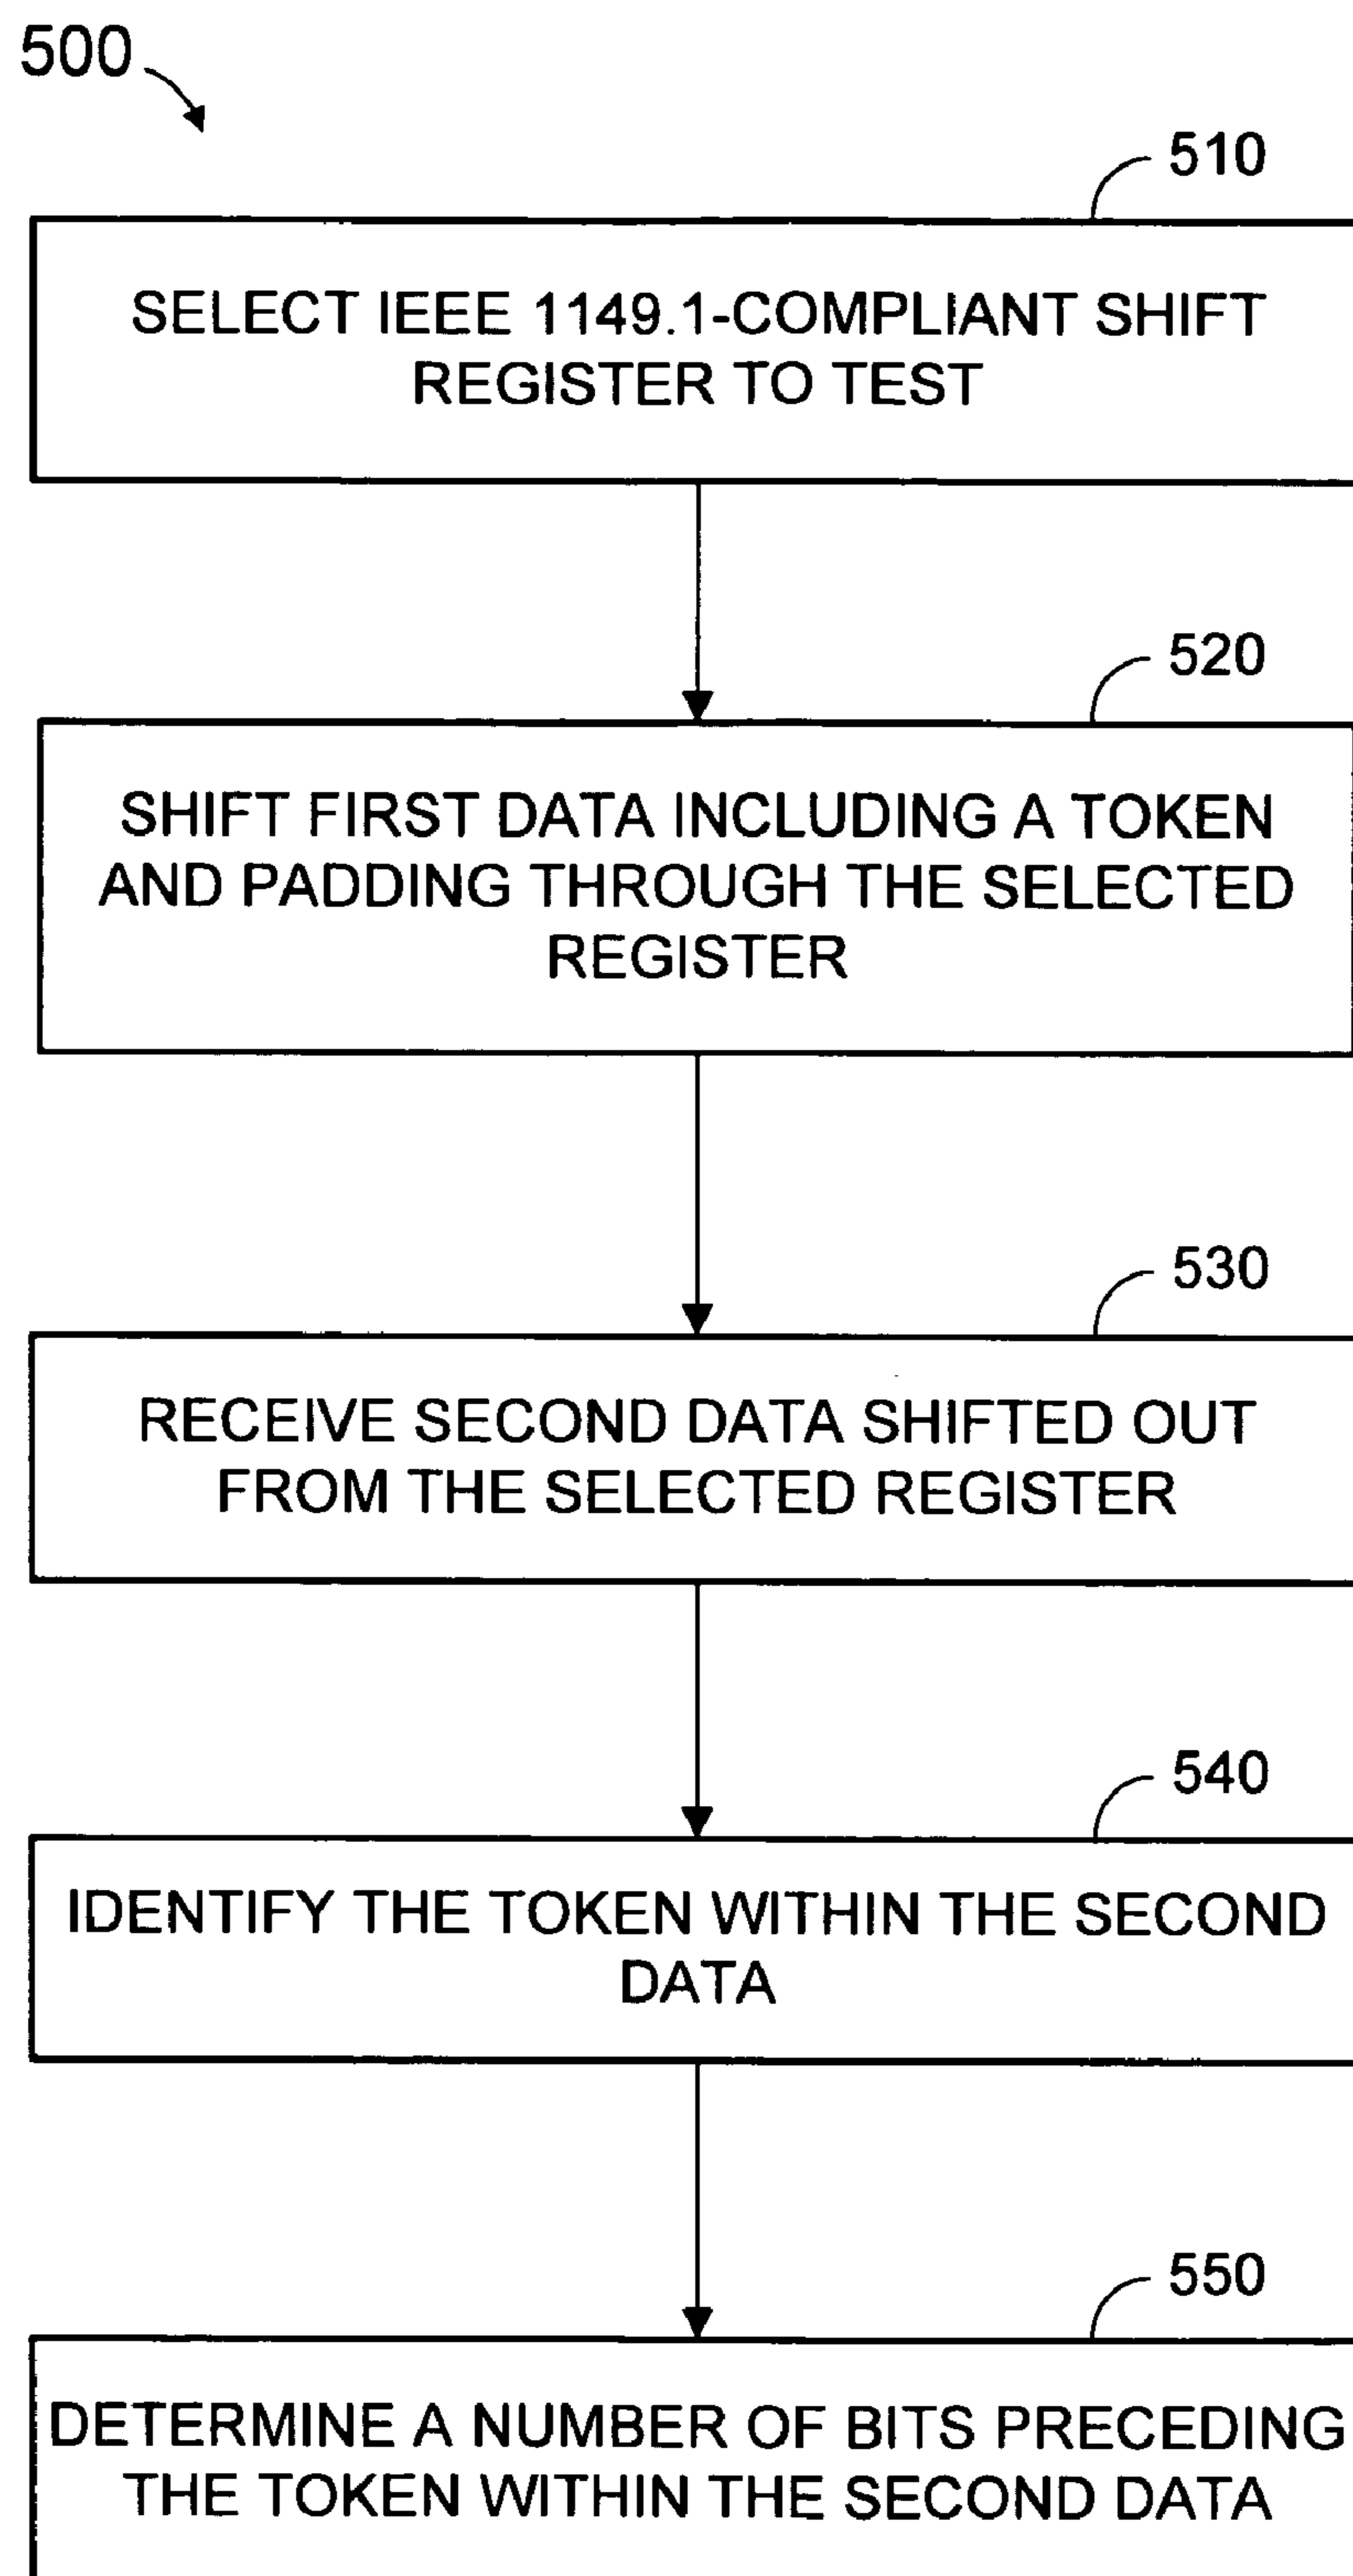 500
510
SELECT IEEE 1149.1-COMPLIANT SHIFT
REGISTER TO TEST
520
SHIFT FIRST DATA INCLUDING A TOKEN
AND PADDING THROUGH THE SELECTED
REGISTER
530
RECEIVE SECOND DATA SHIFTED OUT
FROM THE SELECTED REGISTER
540
IDENTIFY THE TOKEN WITHIN THE SECOND
DATA
550
DETERMINE A NUMBER OF BITS PRECEDING
THE TOKEN WITHIN THE SECOND DATA